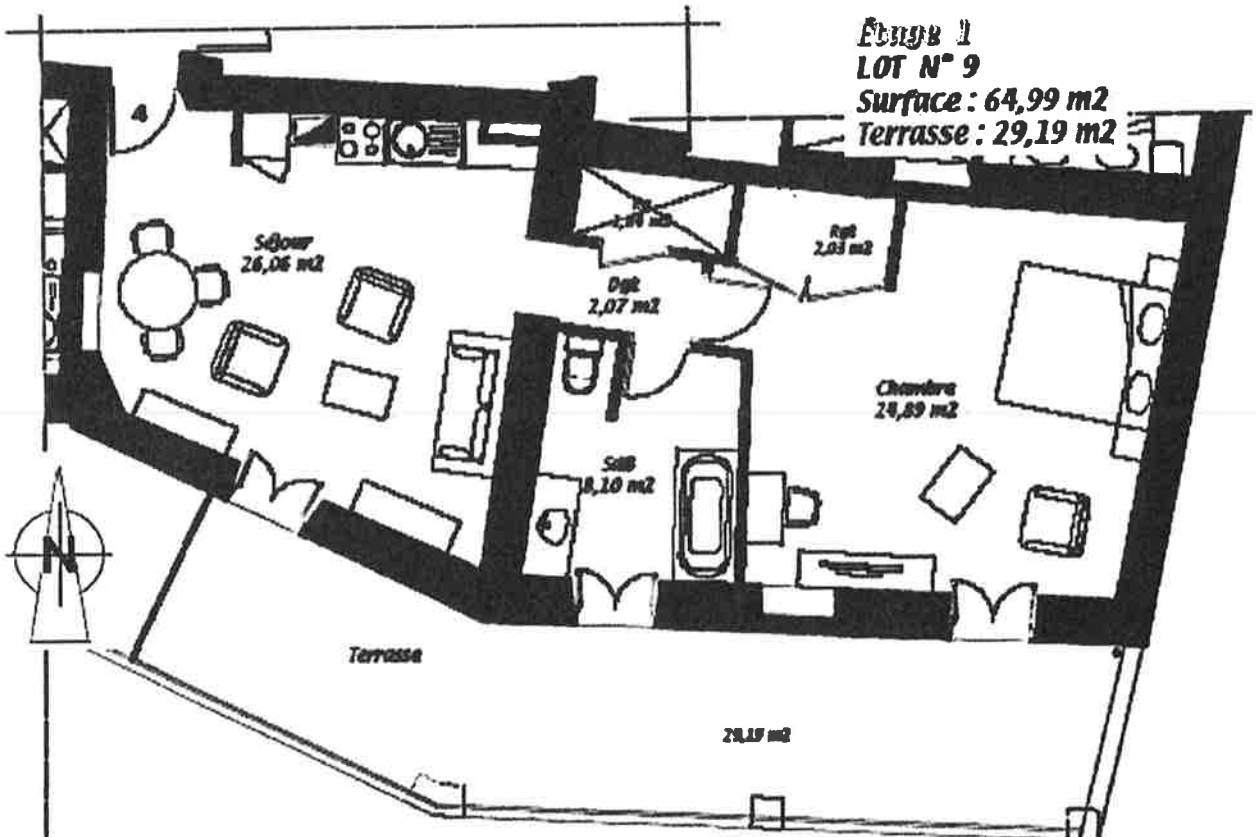 Étage 1
LOT N° 9
Surface : 64,99 m2
Terrasse : 29,19 m2
4
Séjour
26,06 m2
Rgt
2,03 m2
Dgt
2,07 m2
Chambre
24,89 m2
SdB
8,10 m2
N
Terrasse
29,19 m2